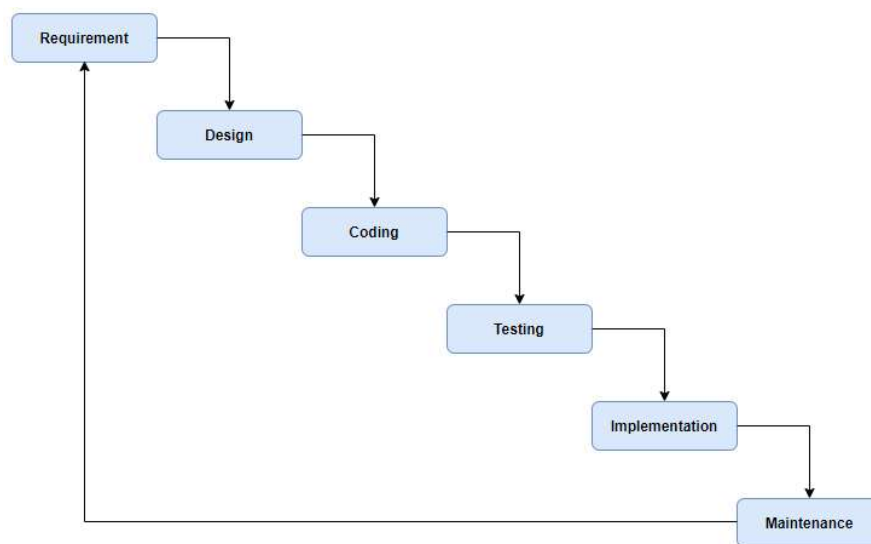 Requirement
Design
Coding
Testing
Implementation
Maintenance